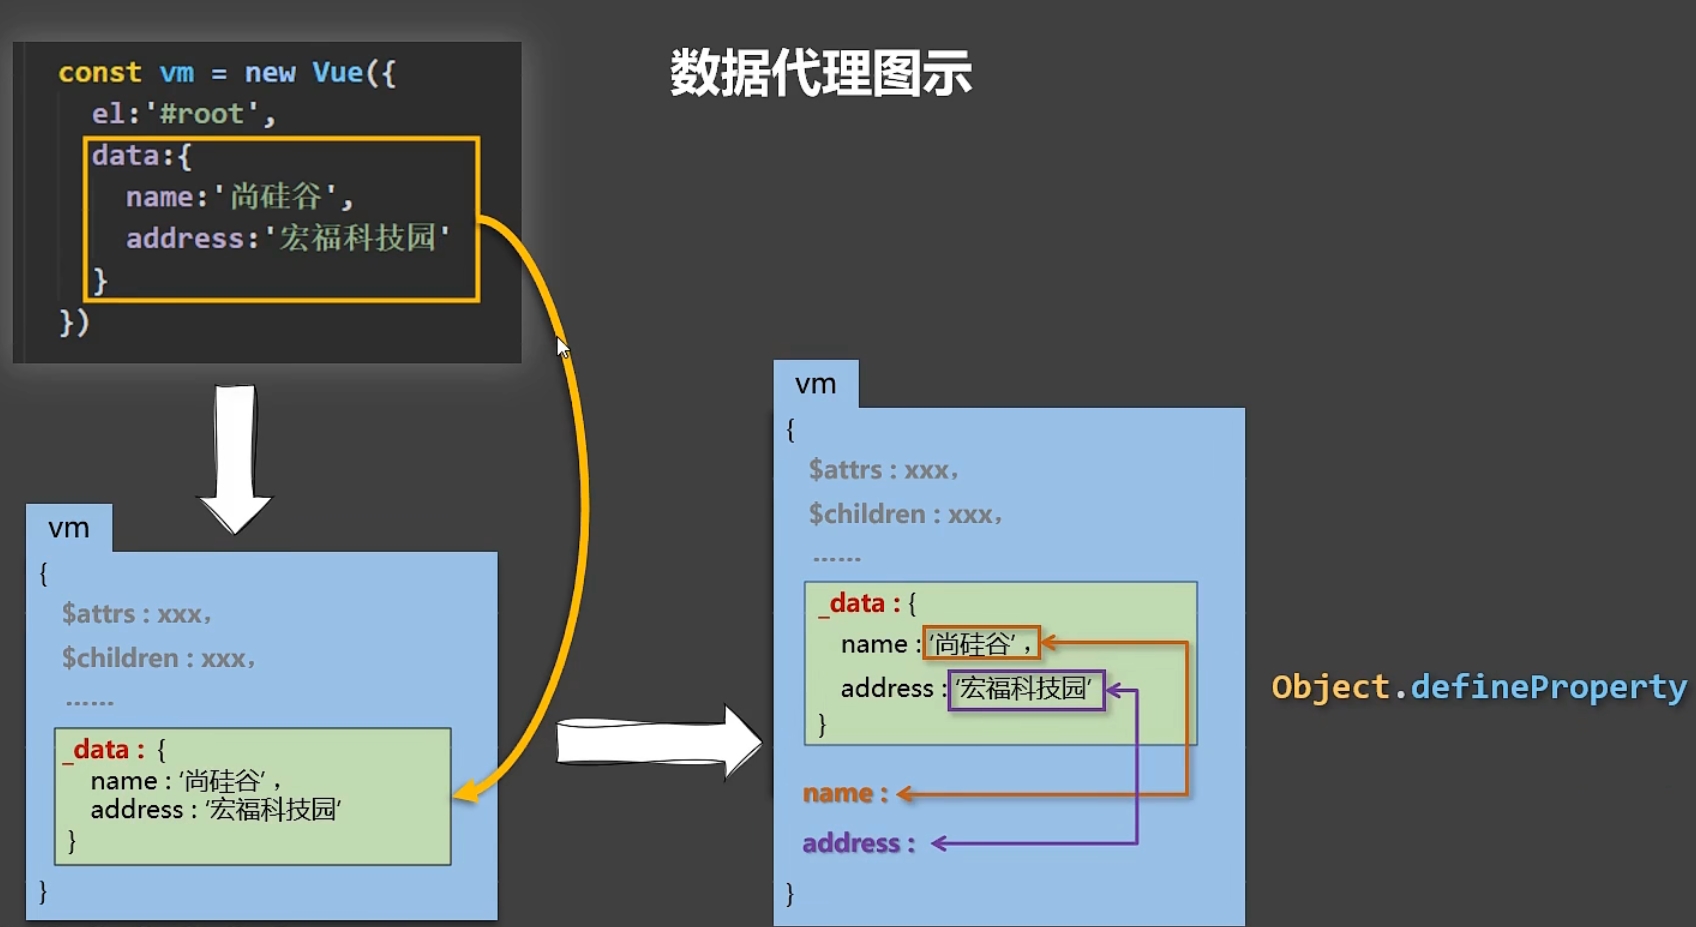 数据代理图示
const vm = new Vue({
el:'#root',
data:{
name:'尚硅谷',
address:'宏福科技园'
}
})
vm
{
$attrs : xxx，
$children : xxx，
······
_data : {
name : ‘尚硅谷’，
address : ‘宏福科技园’
}
}
vm
{
$attrs : xxx，
$children : xxx，
······
_data : {
name : ‘尚硅谷’，
address : ‘宏福科技园’
}
name :
address :
}
Object.defineProperty